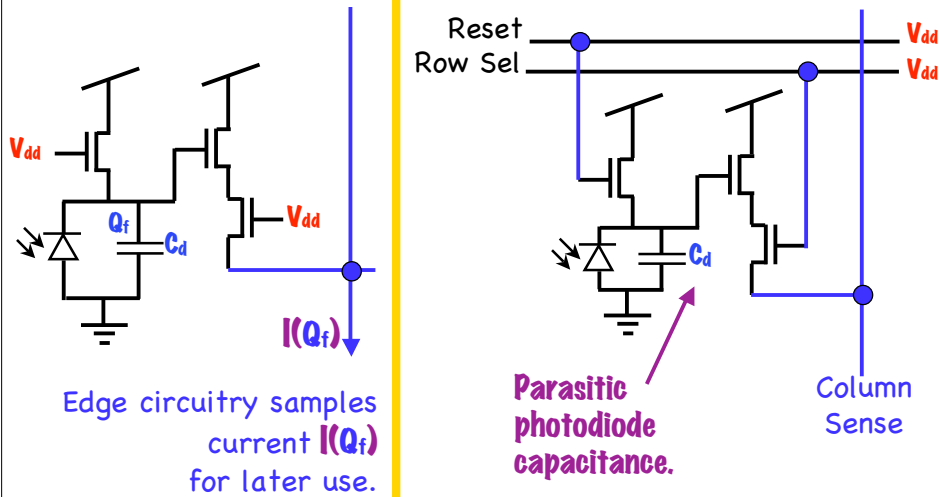 Vdd
Qf
Cd
Vdd
I(Qf)
Edge circuitry samples
current I(Qf)
for later use.
Reset
Vdd
Row Sel
Vdd
Cd
Parasitic
photodiode
capacitance.
Column
Sense